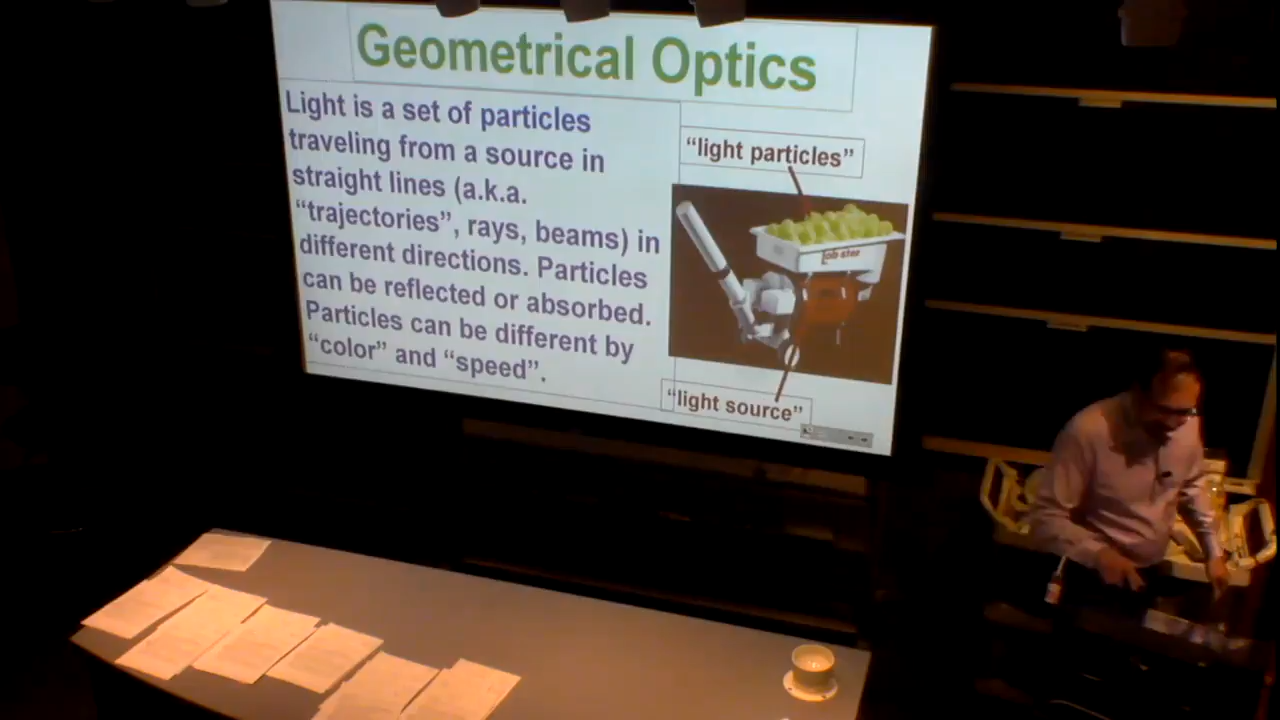 Geometrical Optics
Light is a set of particles
traveling from a source in
straight lines (a.k.a.
“trajectories”, rays, beams) in
different directions. Particles
can be reflected or absorbed.
Particles can be different by
“color” and “speed”.
“light particles”
Lobster
“light source”